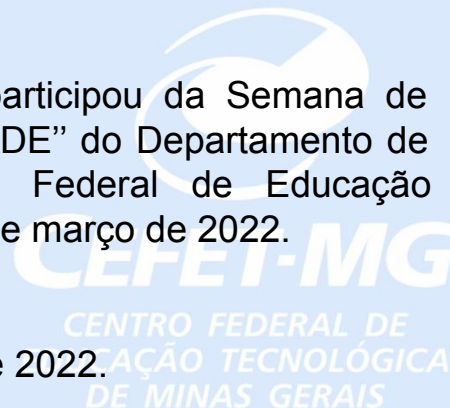 participou da Semana de
DE” do Departamento de
Federal de Educação
e março de 2022.
CEFET-MG
CENTRO FEDERAL DE
e 2022.
EDUCAÇÃO TECNOLÓGICA
DE MINAS GERAIS